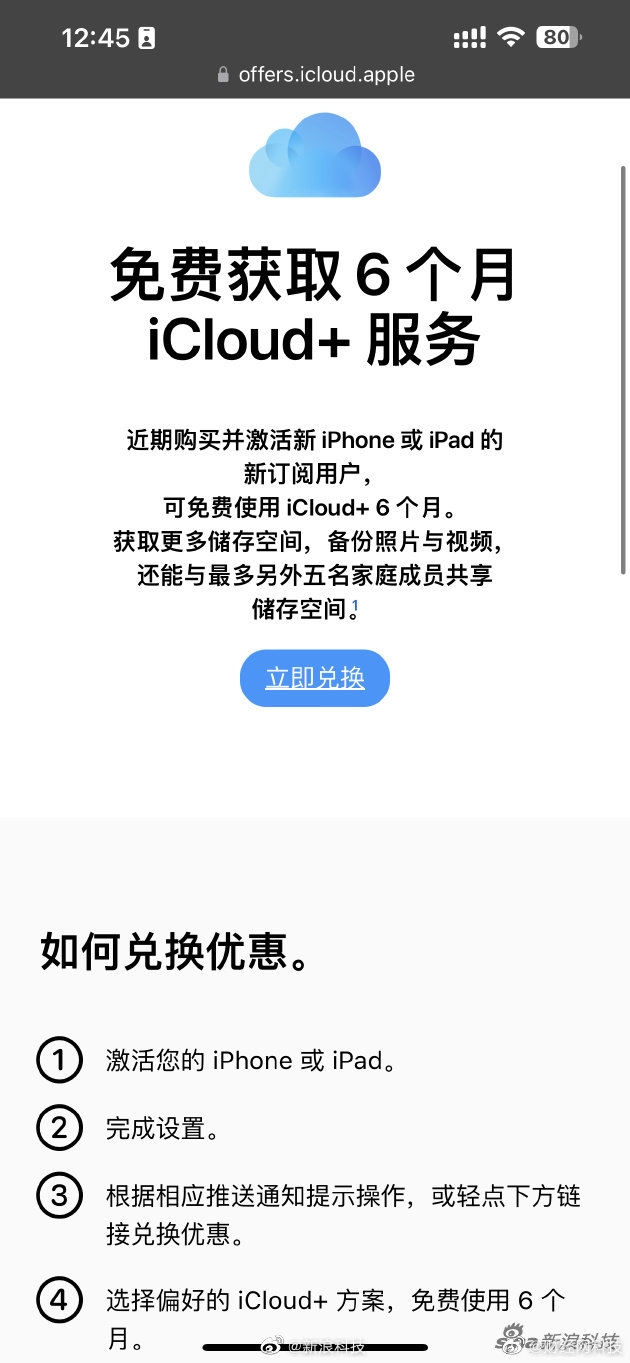 12:45
80
offers.icloud.apple
免费获取 6 个月
iCloud+ 服务
近期购买并激活新 iPhone 或 iPad 的
新订阅用户，
可免费使用 iCloud+ 6 个月。
获取更多储存空间，备份照片与视频，
还能与最多另外五名家庭成员共享
储存空间。1
立即兑换
如何兑换优惠。
1 激活您的 iPhone 或 iPad。
2 完成设置。
3 根据相应推送通知提示操作，或轻点下方链
接兑换优惠。
4 选择偏好的 iCloud+ 方案，免费使用 6 个
月。
@新浪科技
sina 新浪科技